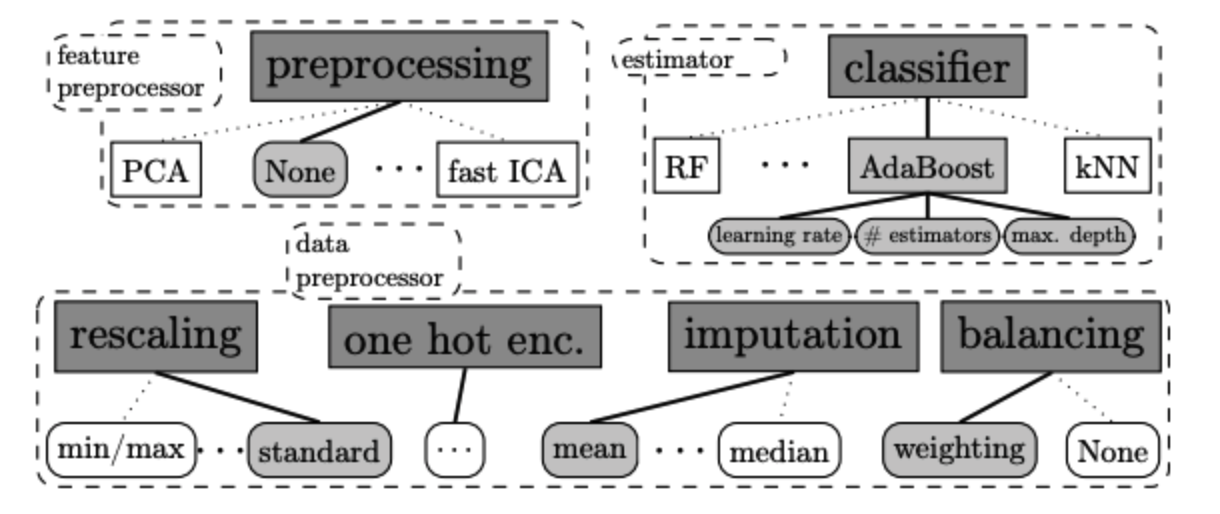 feature
preprocessor
preprocessing
PCA
None
···
fast ICA
estimator
classifier
RF
···
AdaBoost
kNN
learning rate
# estimators
max. depth
data
preprocessor
rescaling
one hot enc.
imputation
balancing
min/max
···
standard
···
mean
···
median
weighting
None